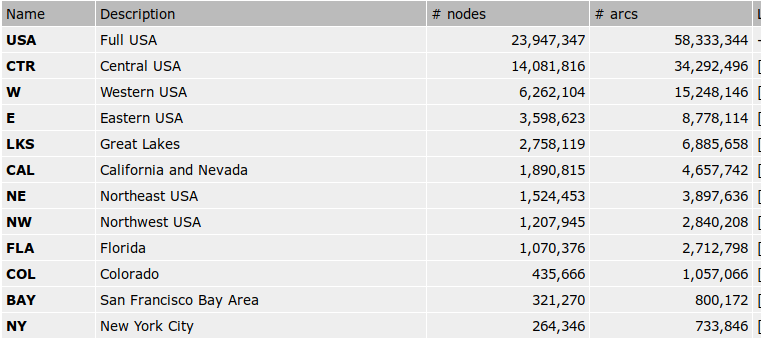 Name Description # nodes # arcs
USA Full USA 23,947,347 58,333,344 -
CTR Central USA 14,081,816 34,292,496 [
W Western USA 6,262,104 15,248,146 [
E Eastern USA 3,598,623 8,778,114 [
LKS Great Lakes 2,758,119 6,885,658 [
CAL California and Nevada 1,890,815 4,657,742 [
NE Northeast USA 1,524,453 3,897,636 [
NW Northwest USA 1,207,945 2,840,208 [
FLA Florida 1,070,376 2,712,798 [
COL Colorado 435,666 1,057,066 [
BAY San Francisco Bay Area 321,270 800,172 [
NY New York City 264,346 733,846 [